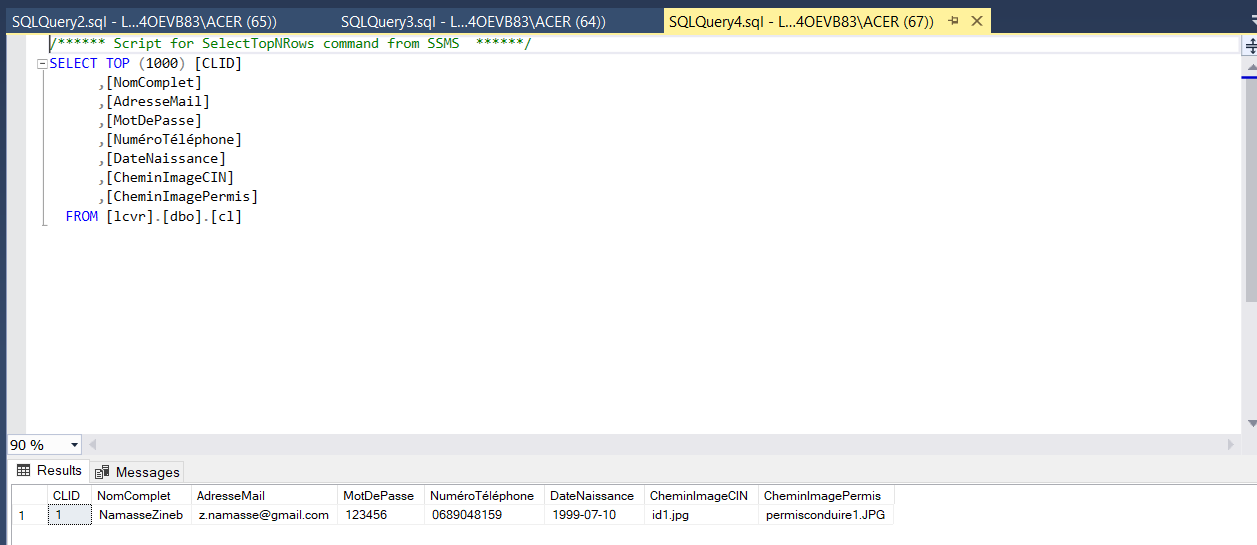 SQLQuery2.sql - L...4OEVB83\ACER (65)) SQLQuery3.sql - L...4OEVB83\ACER (64)) SQLQuery4.sql - L...4OEVB83\ACER (67))
/****** Script for SelectTopNRows command from SSMS  ******/
SELECT TOP (1000) [CLID]
      ,[NomComplet]
      ,[AdresseMail]
      ,[MotDePasse]
      ,[NuméroTéléphone]
      ,[DateNaissance]
      ,[CheminImageCIN]
      ,[CheminImagePermis]
  FROM [lcvr].[dbo].[cl]
90 %
Results Messages
CLID NomComplet AdresseMail MotDePasse NuméroTéléphone DateNaissance CheminImageCIN CheminImagePermis
1 1 NamasseZineb z.namasse@gmail.com 123456 0689048159 1999-07-10 id1.jpg permisconduire1.JPG